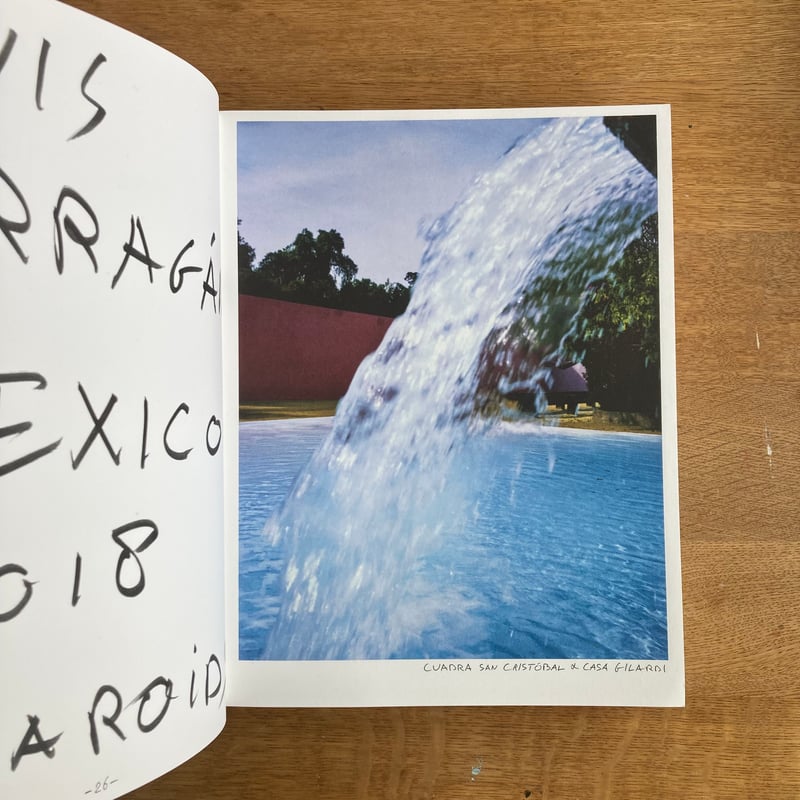 UIS
RRAGÁ
EXICO
018
AROiD
-26-
CUADRA SAN CRISTÓBAL & CASA GILARDI